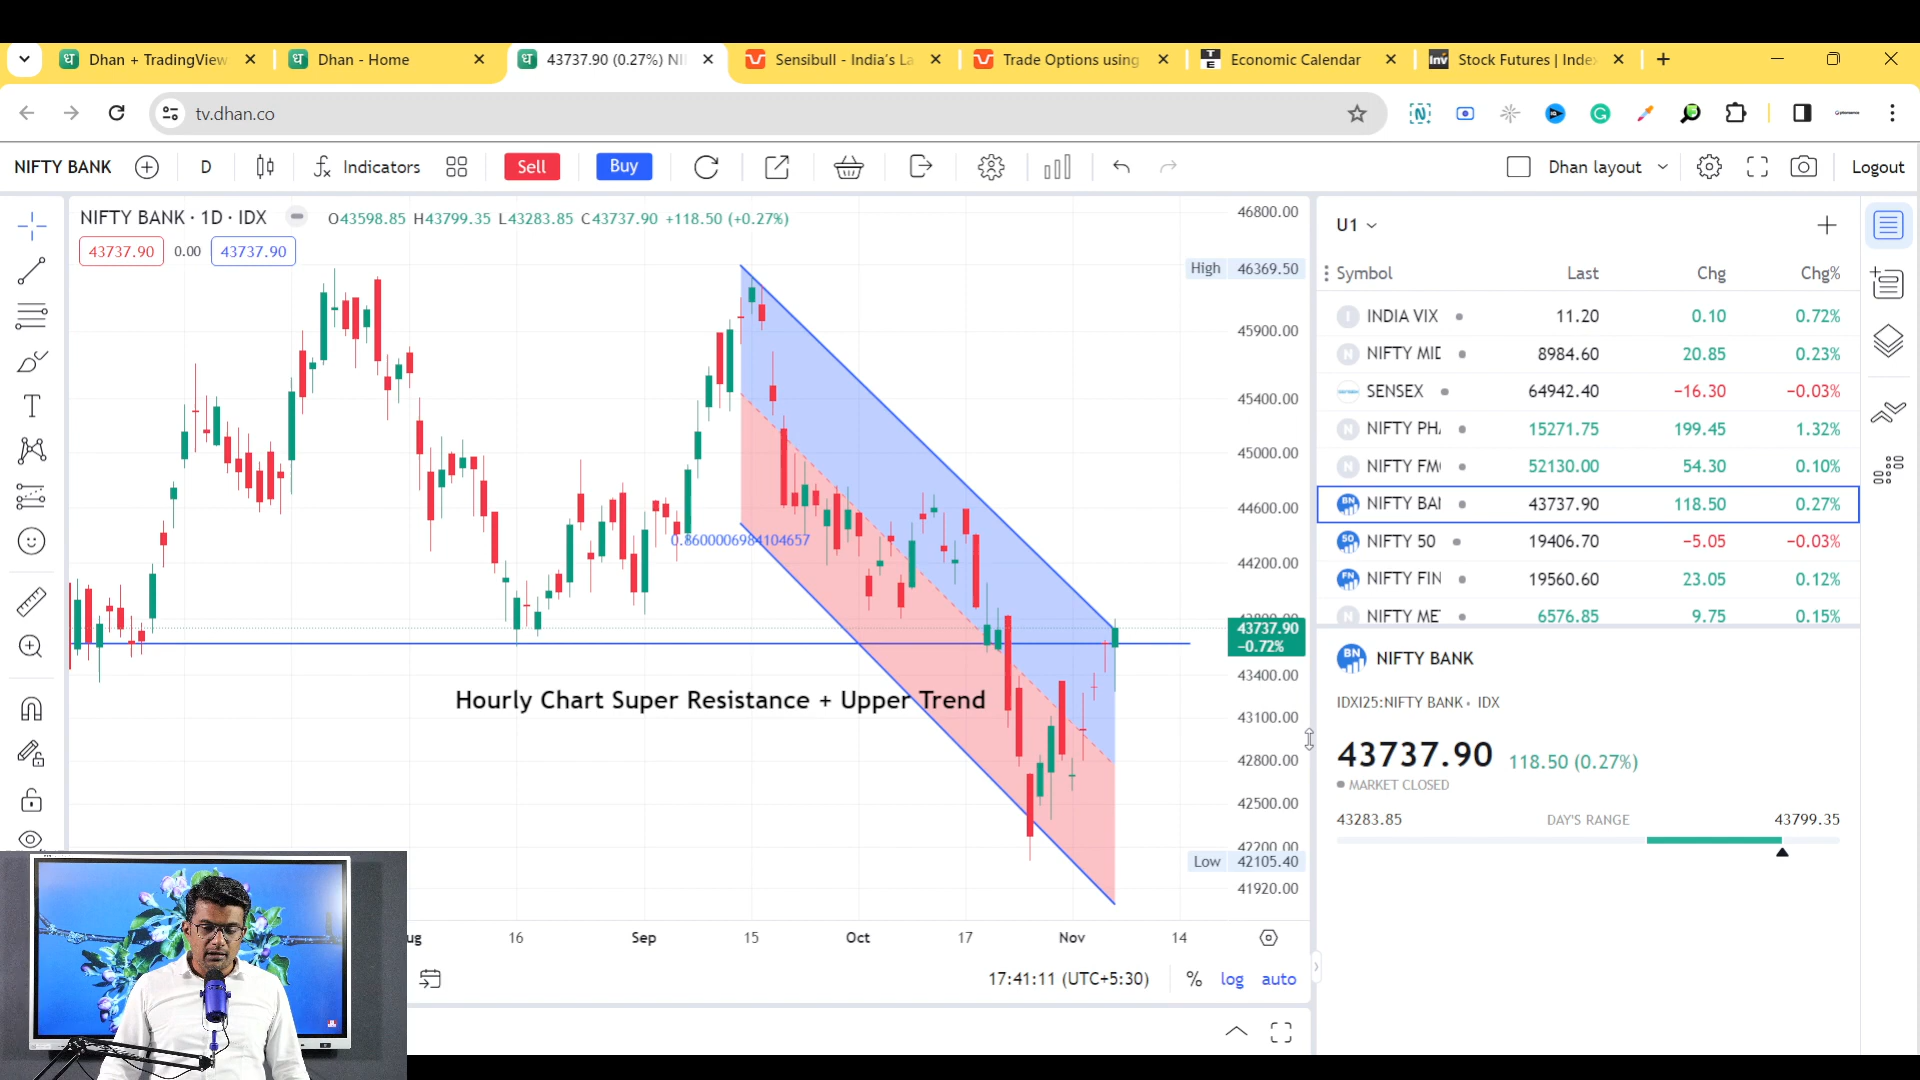 Dhan + TradingView
Dhan - Home
43737.90 (0.27%) NI
Sensibull - India's La
Trade Options using
Economic Calendar
Stock Futures | Inde
tv.dhan.co
NIFTY BANK
D
Indicators
Sell
Buy
Dhan layout
Logout
NIFTY BANK · 1D · IDX
O43598.85 H43799.35 L43283.85 C43737.90 +118.50 (+0.27%)
43737.90
0.00
43737.90
46800.00
High 46369.50
45900.00
45400.00
45000.00
44600.00
44200.00
43800.00
43737.90
−0.72%
43400.00
43100.00
42800.00
42500.00
42200.00
Low 42105.40
41920.00
0.8600006984104657
Hourly Chart Super Resistance + Upper Trend
ug
16
Sep
15
Oct
17
Nov
14
17:41:11 (UTC+5:30)
%
log
auto
U1
Symbol Last Chg Chg%
INDIA VIX 11.20 0.10 0.72%
NIFTY MID 8984.60 20.85 0.23%
SENSEX 64942.40 −16.30 −0.03%
NIFTY PH 15271.75 199.45 1.32%
NIFTY FM 52130.00 54.30 0.10%
NIFTY BAN 43737.90 118.50 0.27%
NIFTY 50 19406.70 −5.05 −0.03%
NIFTY FIN 19560.60 23.05 0.12%
NIFTY ME 6576.85 9.75 0.15%
BN NIFTY BANK
IDXI25:NIFTY BANK • IDX
43737.90 118.50 (0.27%)
MARKET CLOSED
43283.85 DAY'S RANGE 43799.35